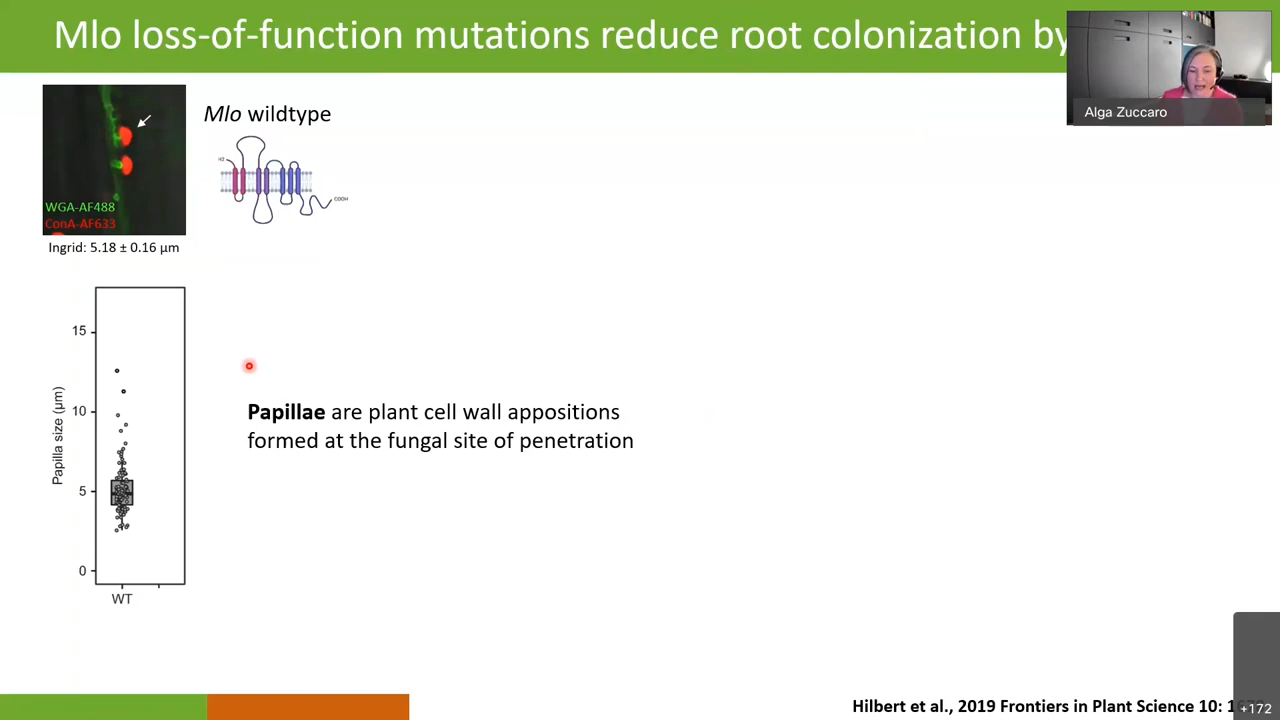 Mlo loss-of-function mutations reduce root colonization by
Alga Zuccaro
Mlo wildtype
COOH
WGA-AF488
ConA-AF633
Ingrid: 5.18 ± 0.16 µm
15
10
5
0
Papilla size (µm)
WT
Papillae are plant cell wall appositions
formed at the fungal site of penetration
Hilbert et al., 2019 Frontiers in Plant Science 10:
+172